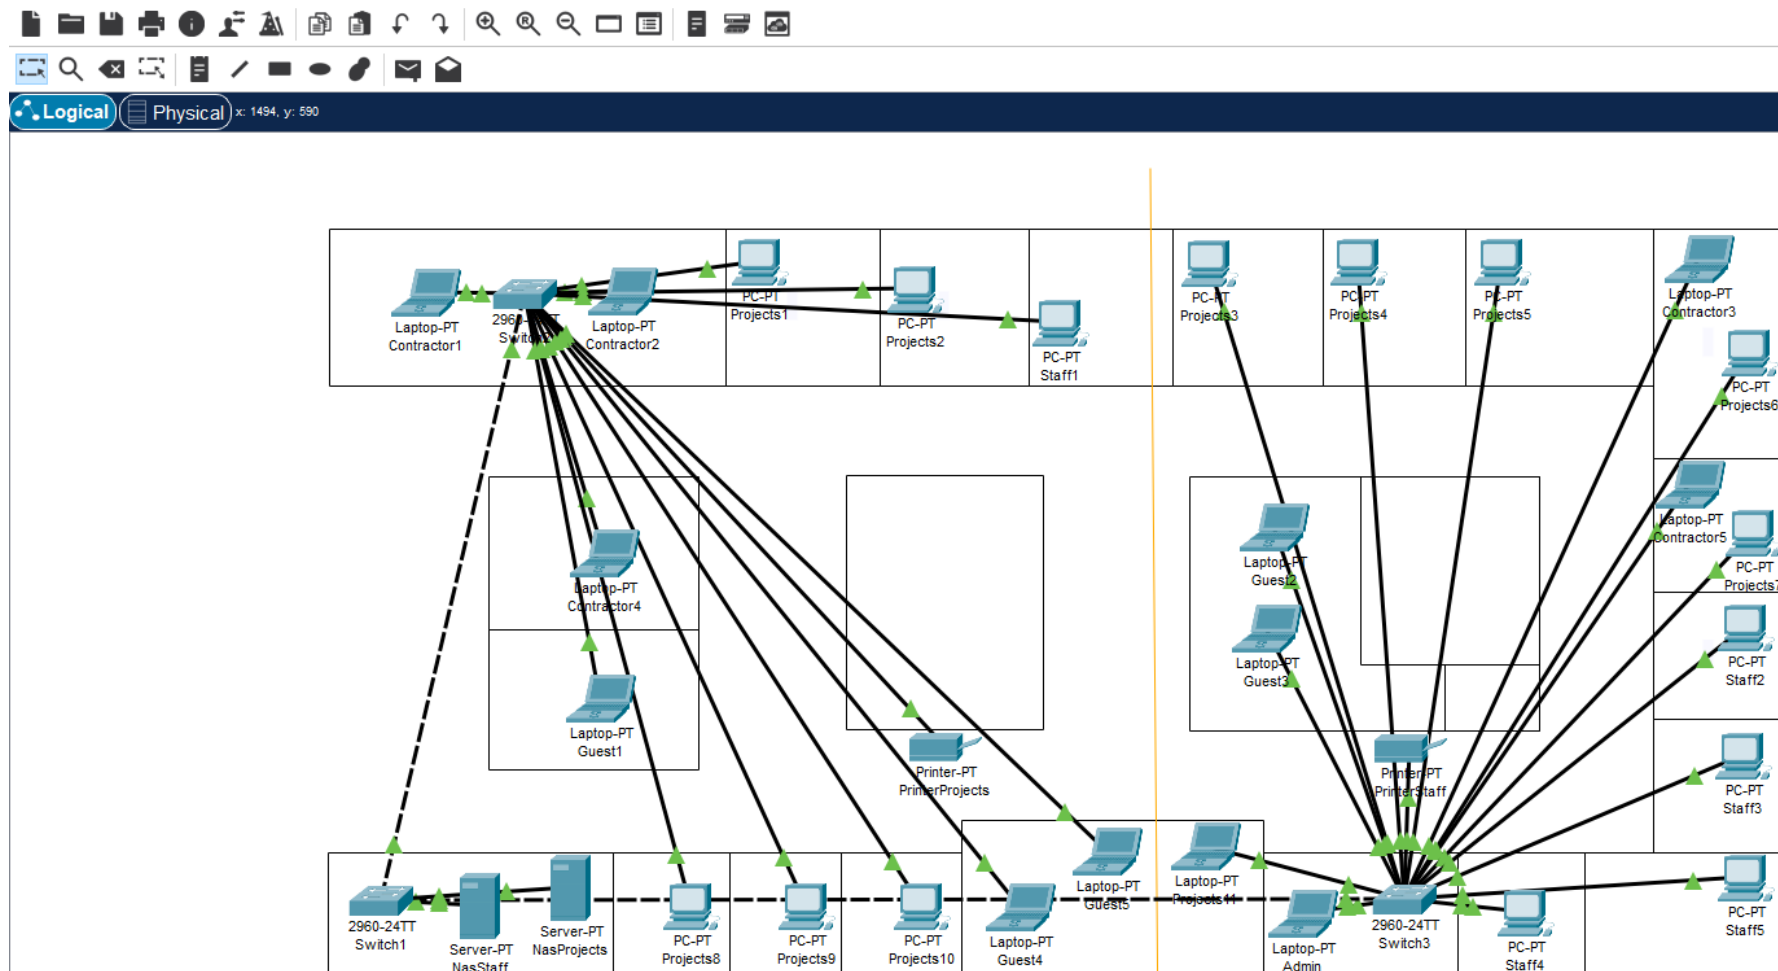 Logical
Physical
x: 1494, y: 590
Laptop-PT
Contractor1
2960-24TT
Laptop-PT
Contractor2
PC-PT
Projects1
PC-PT
Projects2
PC-PT
Staff1
PC-PT
Projects3
PC-PT
Projects4
PC-PT
Projects5
Laptop-PT
Contractor3
PC-PT
Projects6
Laptop-PT
Contractor4
Laptop-PT
Guest1
Laptop-PT
Guest2
Laptop-PT
Guest3
Laptop-PT
Contractor5
PC-PT
Projects7
PC-PT
Staff2
Printer-PT
PrinterProjects
Printer-PT
PrinterStaff
PC-PT
Staff3
2960-24TT
Switch1
Server-PT
NasStaff
Server-PT
NasProjects
PC-PT
Projects8
PC-PT
Projects9
PC-PT
Projects10
Laptop-PT
Guest4
Laptop-PT
Guest5
Laptop-PT
Projects11
Laptop-PT
Admin
2960-24TT
Switch3
PC-PT
Staff4
PC-PT
Staff5